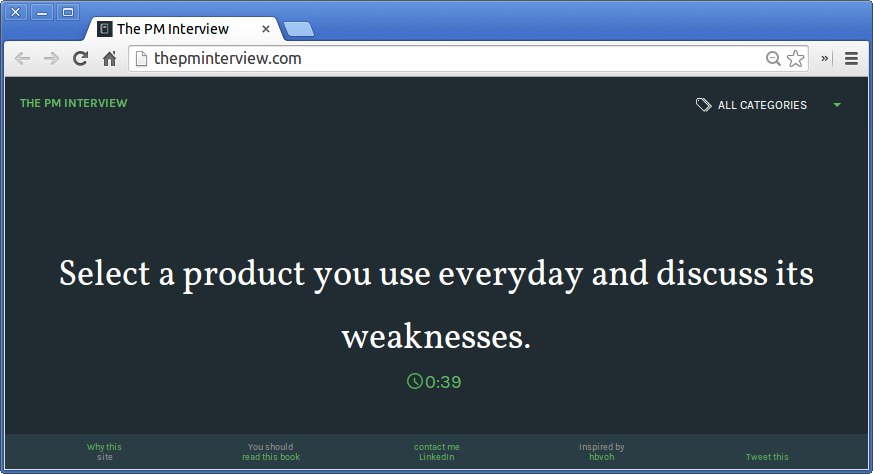 The PM Interview
thepminterview.com
»
THE PM INTERVIEW
ALL CATEGORIES
Select a product you use everyday and discuss its
weaknesses.
0:39
Why this
site
You should
read this book
contact me
LinkedIn
Inspired by
hbvoh
Tweet this